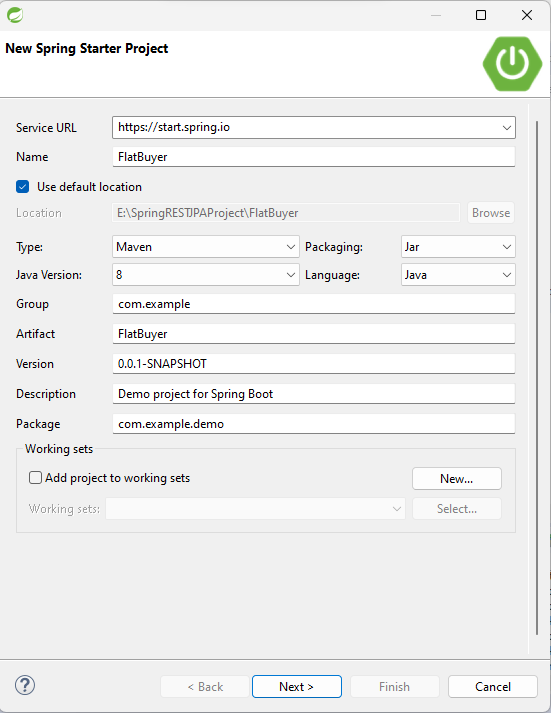 New Spring Starter Project
Service URL https://start.spring.io
Name FlatBuyer
Use default location
Location E:\SpringRESTJPAProject\FlatBuyer Browse
Type: Maven Packaging: Jar
Java Version: 8 Language: Java
Group com.example
Artifact FlatBuyer
Version 0.0.1-SNAPSHOT
Description Demo project for Spring Boot
Package com.example.demo
Working sets
Add project to working sets New...
Working sets: Select...
? < Back Next > Finish Cancel